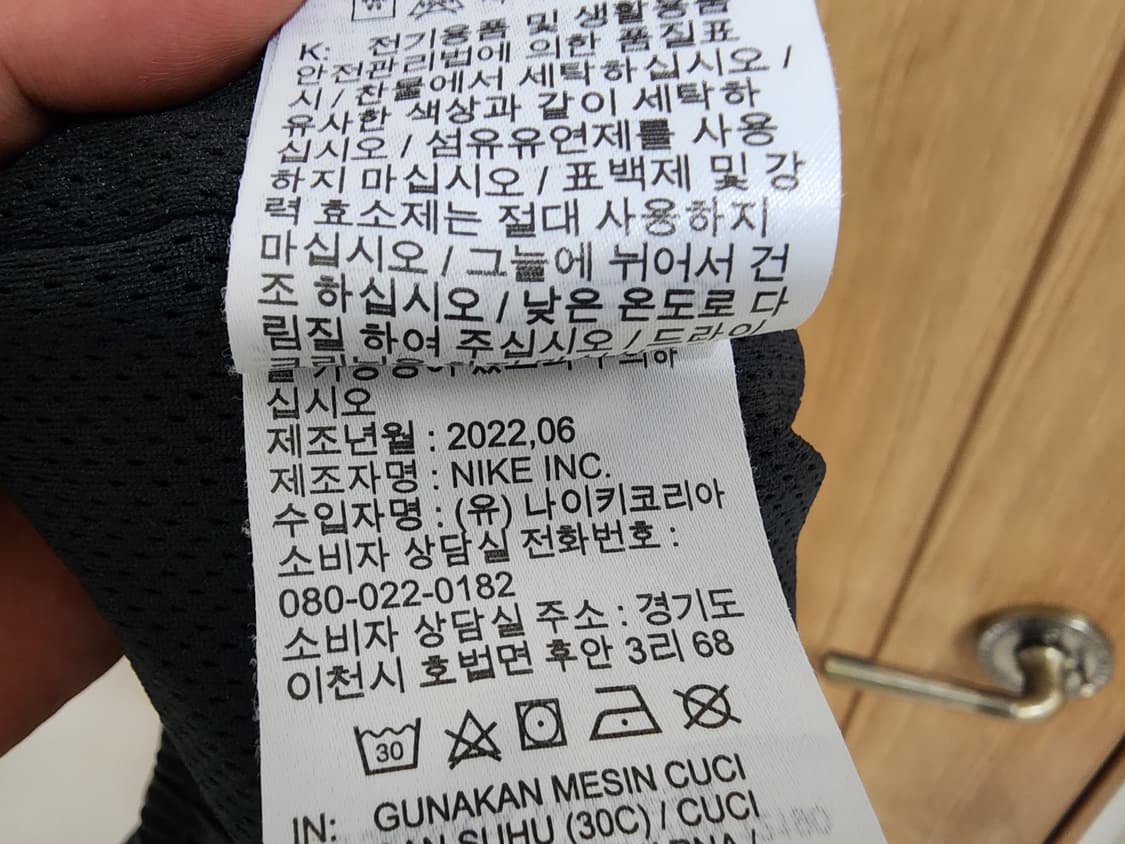 K: 전기용품 및 생활용품
안전관리법에 의한 품질표
시 / 찬물에서 세탁하십시오 /
유사한 색상과 같이 세탁하
십시오 / 섬유유연제를 사용
하지 마십시오 / 표백제 및 강
력 효소제는 절대 사용하지
마십시오 / 그늘에 뉘어서 건
조 하십시오 / 낮은 온도로 다
림질 하여 주십시오 / 드라이
십시오
제조년월 : 2022,06
제조자명 : NIKE INC.
수입자명 : (유) 나이키코리아
소비자 상담실 전화번호 :
080-022-0182
소비자 상담실 주소 : 경기도
이천시 호법면 후안 3리 68
30
GUNAKAN MESIN CUCI
IN: SUHU (30C) / CUCI